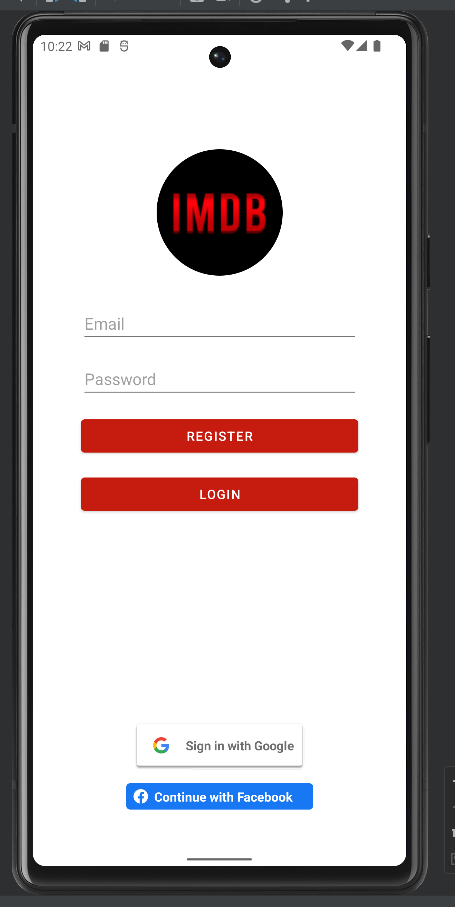 10:22
IMDB
Email
Password
REGISTER
LOGIN
Sign in with Google
Continue with Facebook